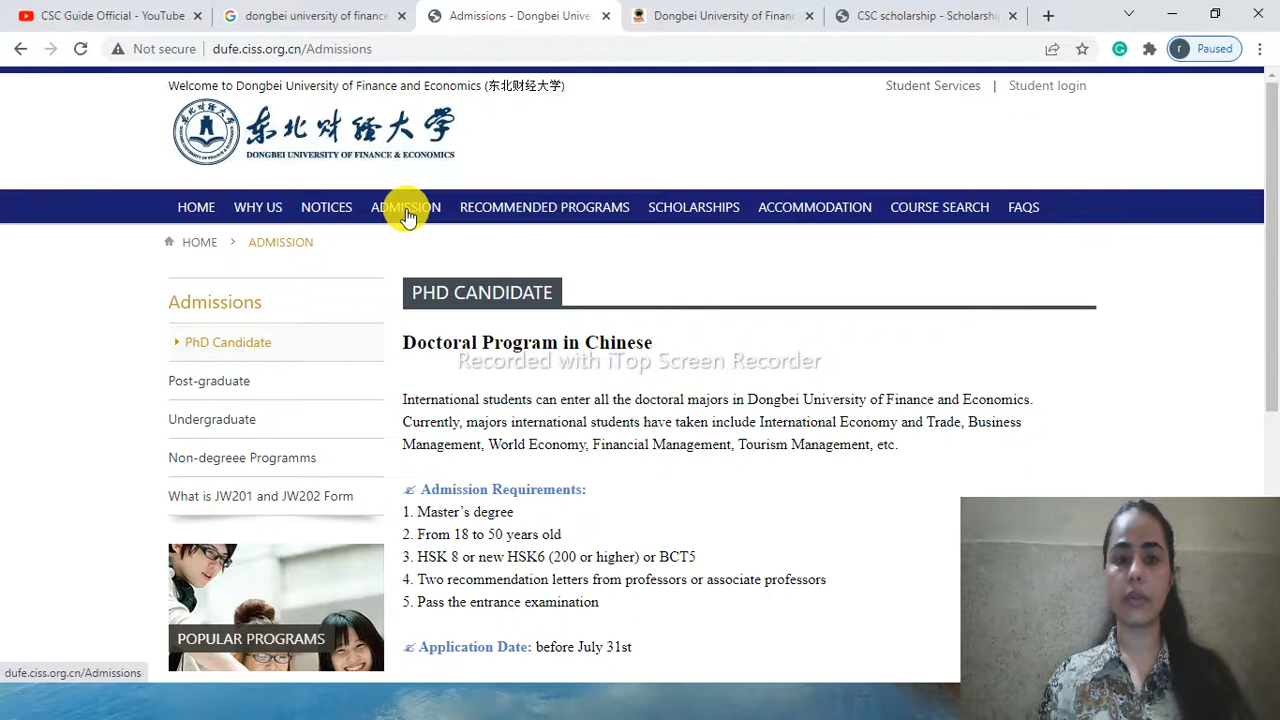 CSC Guide Official - YouTube
dongbei university of finance
Admissions - Dongbei Unive
Dongbei University of Finan
CSC scholarship - Scholarshi
Not secure
dufe.ciss.org.cn/Admissions
r
Paused
Welcome to Dongbei University of Finance and Economics (东北财经大学)
Student Services | Student login
东北财经大学
DONGBEI UNIVERSITY OF FINANCE & ECONOMICS
HOME WHY US NOTICES ADMISSION RECOMMENDED PROGRAMS SCHOLARSHIPS ACCOMMODATION COURSE SEARCH FAQS
HOME > ADMISSION
Admissions
PhD Candidate
Post-graduate
Undergraduate
Non-degreee Programms
What is JW201 and JW202 Form
POPULAR PROGRAMS
PHD CANDIDATE
Doctoral Program in Chinese
Recorded with iTop Screen Recorder
International students can enter all the doctoral majors in Dongbei University of Finance and Economics.
Currently, majors international students have taken include International Economy and Trade, Business
Management, World Economy, Financial Management, Tourism Management, etc.
Admission Requirements:
1. Master’s degree
2. From 18 to 50 years old
3. HSK 8 or new HSK6 (200 or higher) or BCT5
4. Two recommendation letters from professors or associate professors
5. Pass the entrance examination
Application Date: before July 31st
dufe.ciss.org.cn/Admissions